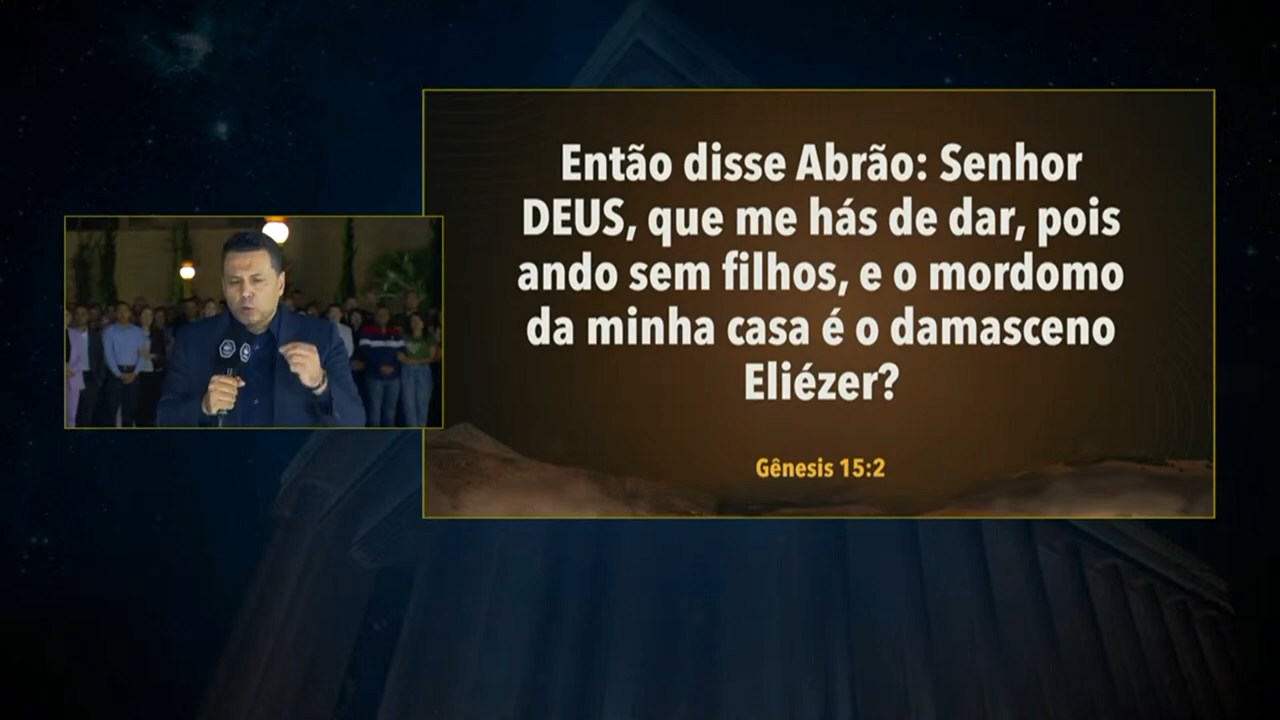 Então disse Abrão: Senhor
DEUS, que me hás de dar, pois
ando sem filhos, e o mordomo
da minha casa é o damasceno
Eliézer?
Gênesis 15:2